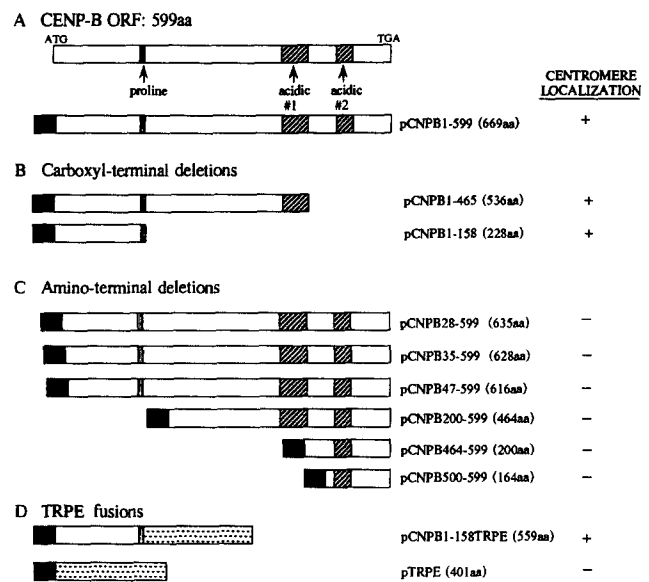 A CENP-B ORF: 599aa
ATG TGA
proline acidic #1 acidic #2
CENTROMERE
LOCALIZATION
pCNPB1-599 (669aa) +
B Carboxyl-terminal deletions
pCNPB1-465 (536aa) +
pCNPB1-158 (228aa) +
C Amino-terminal deletions
pCNPB28-599 (635aa) −
pCNPB35-599 (628aa) −
pCNPB47-599 (616aa) −
pCNPB200-599 (464aa) −
pCNPB464-599 (200aa) −
pCNPB500-599 (164aa) −
D TRPE fusions
pCNPB1-158TRPE (559aa) +
pTRPE (401aa) −